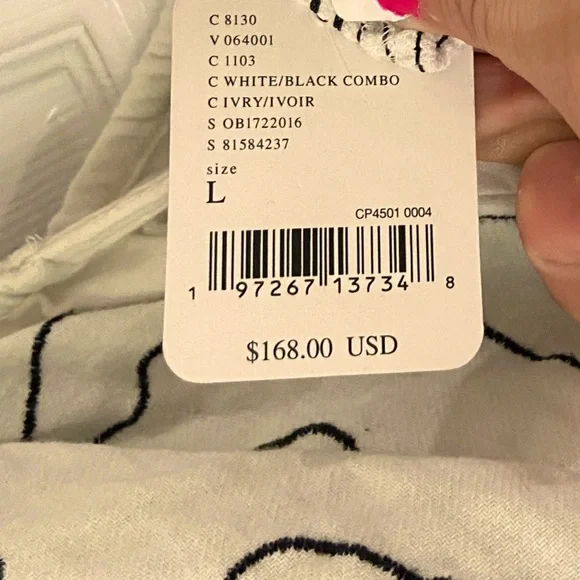 C 8130
V 064001
C 1103
C WHITE/BLACK COMBO
C IVRY/IVOIR
S OB1722016
S 81584237
size
L
CP4501 0004
1 97267 13734 8
$168.00 USD